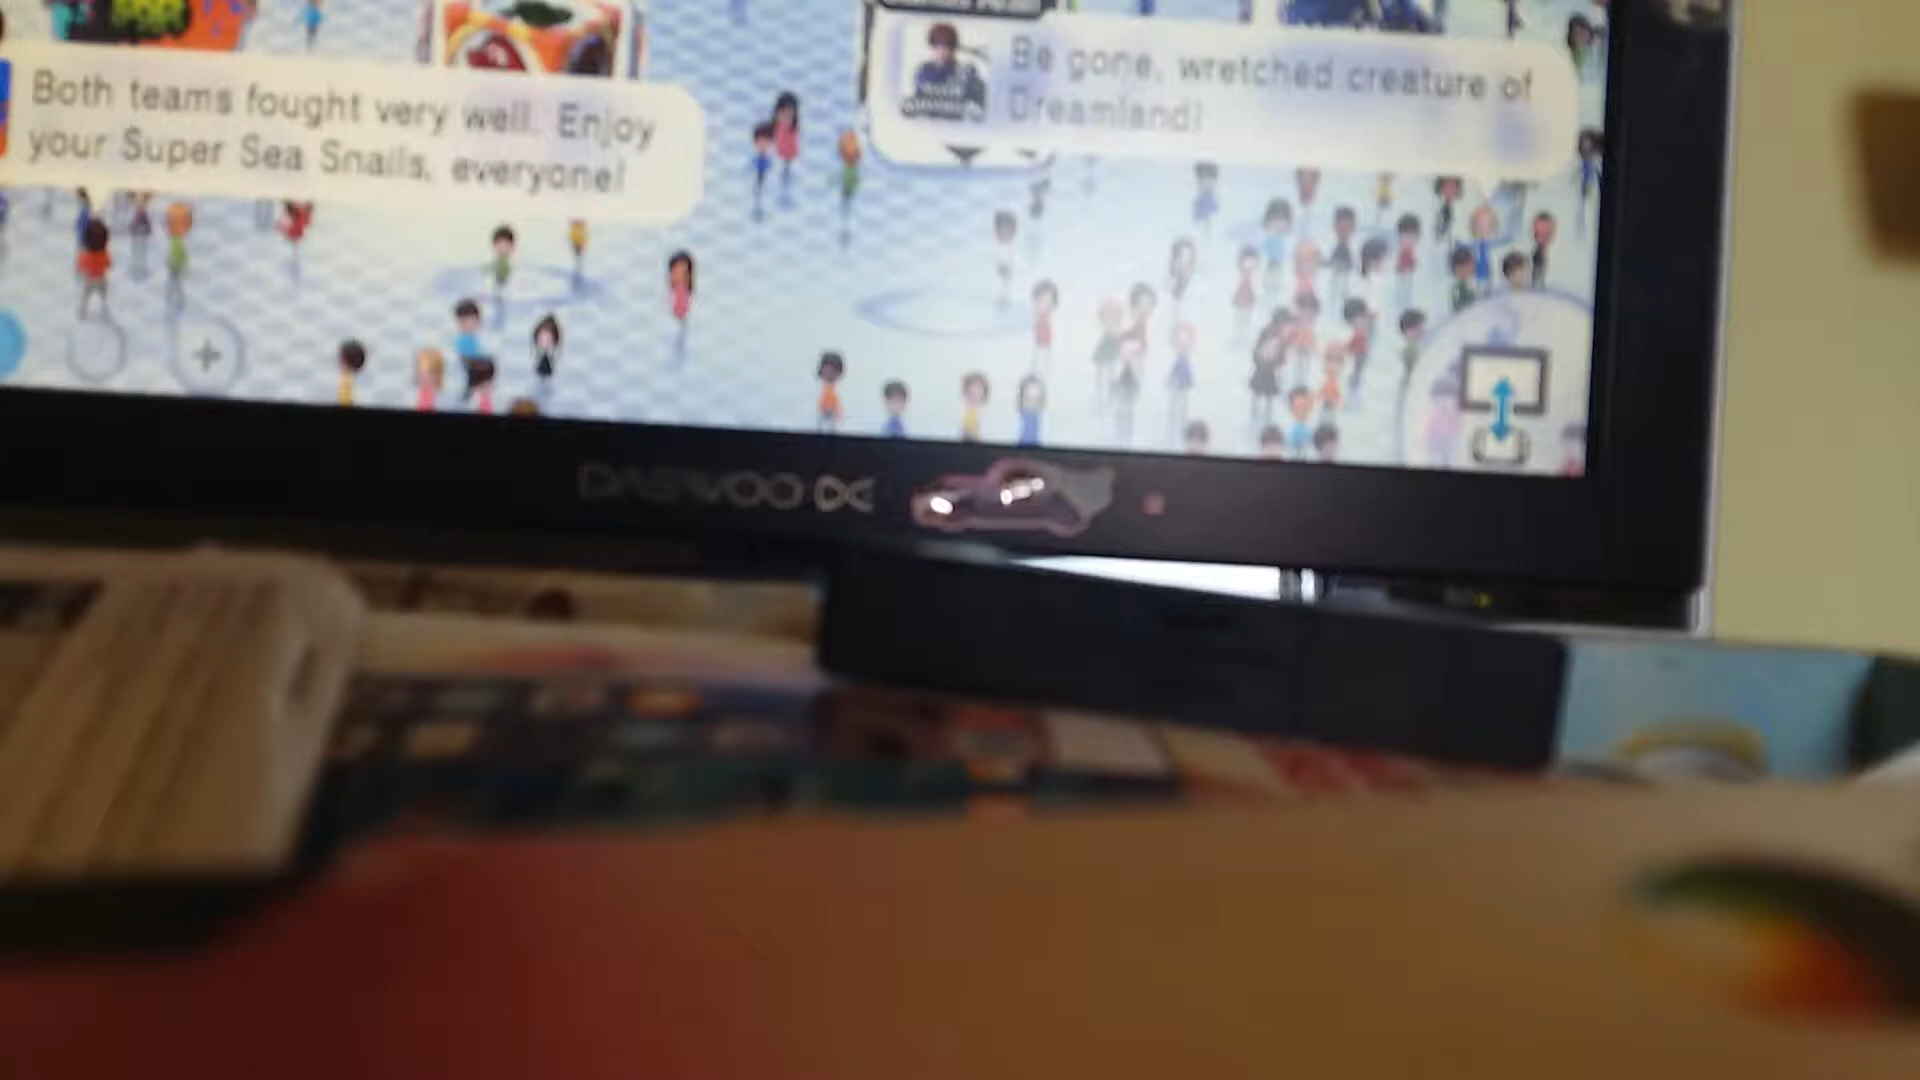 Both teams fought very well. Enjoy
your Super Sea Snails, everyone!
Be gone, wretched creature of
Dreamland!
DAEWOO